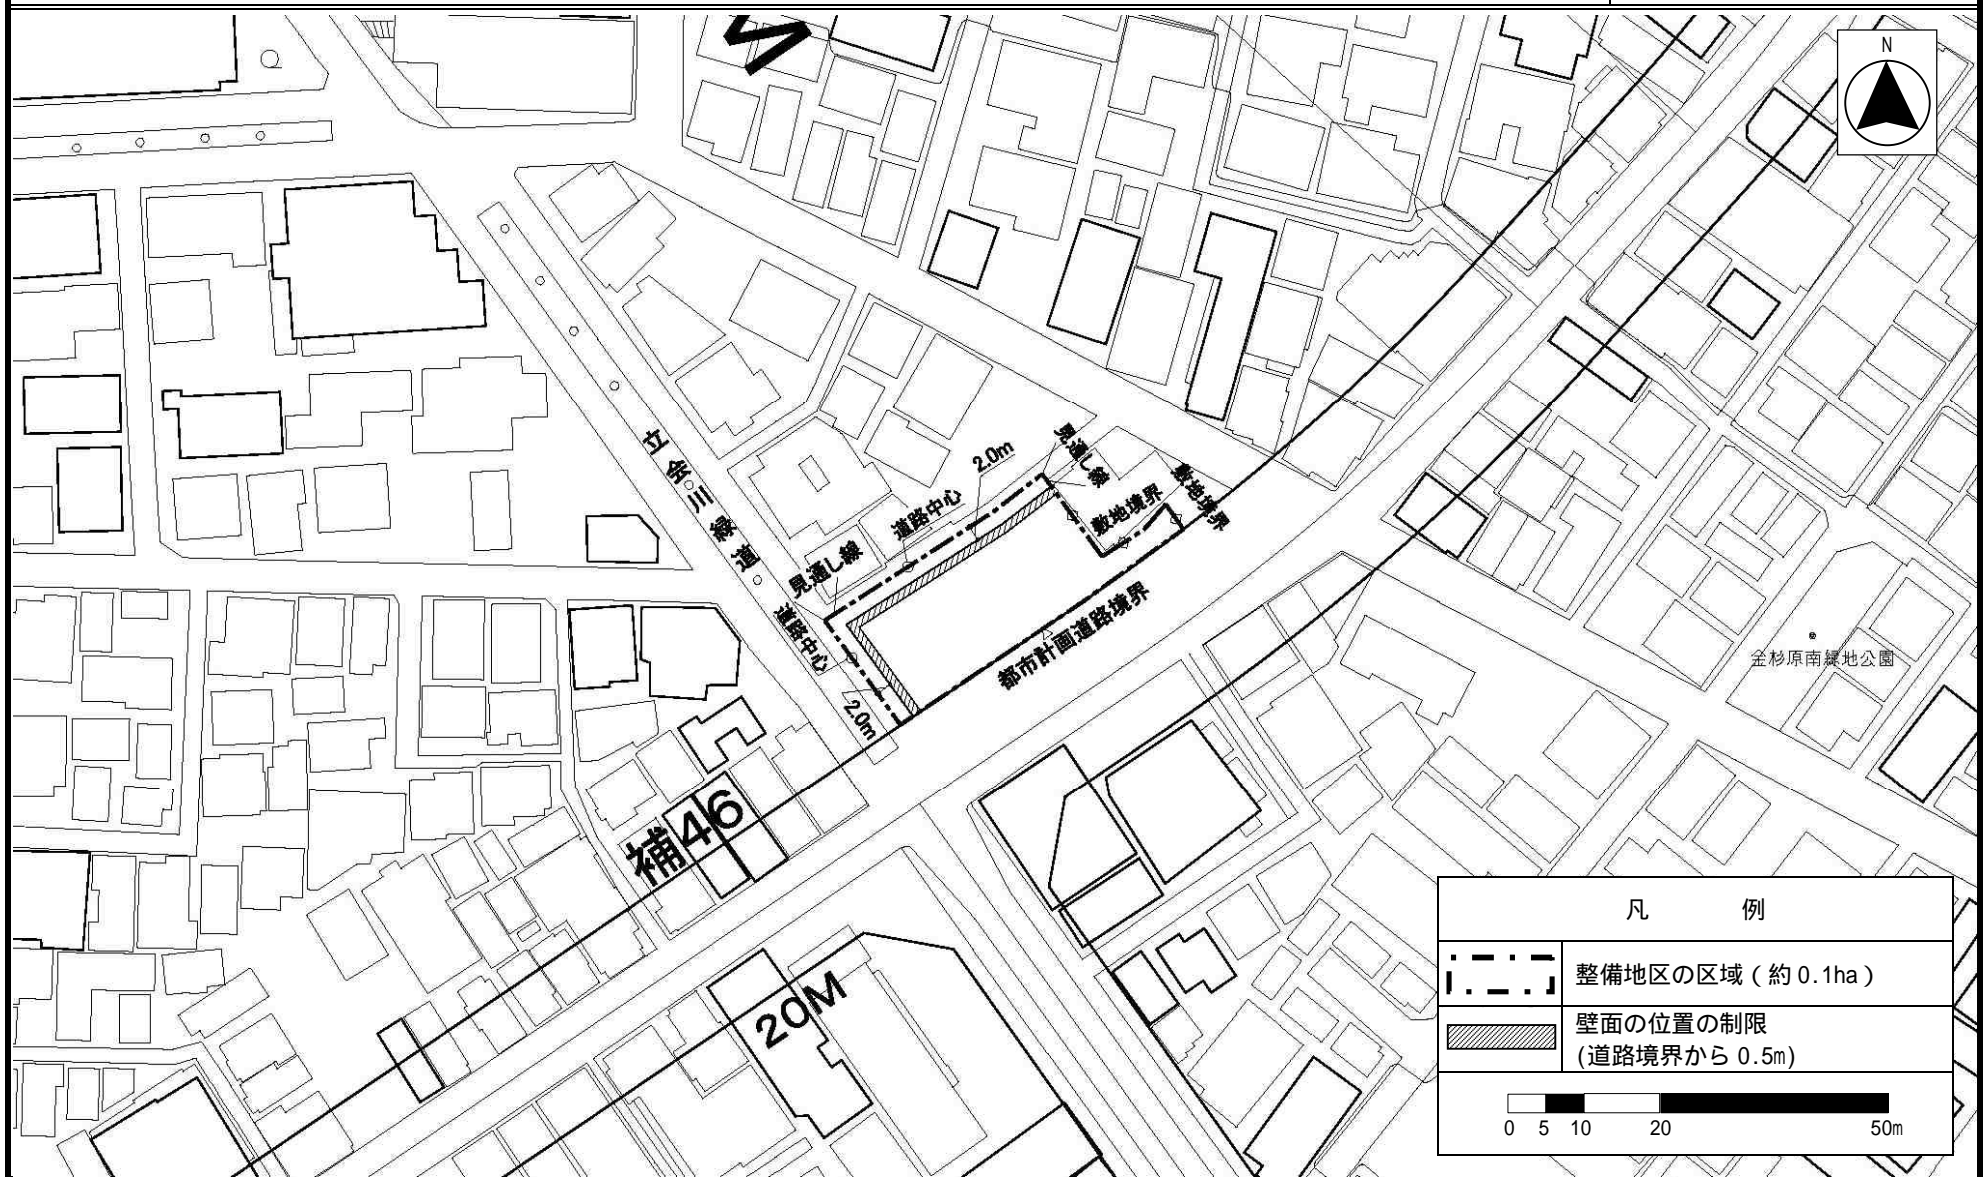 N
立会川緑道
見通し線
2.0m
道路中心
敷地境界
敷地境界
見通し線
道路中心
都市計画道路境界
2.0m
金杉原南緑地公園
補46
20M
凡例
整備地区の区域（約0.1ha）
壁面の位置の制限
(道路境界から0.5m)
0 5 10 20 50m